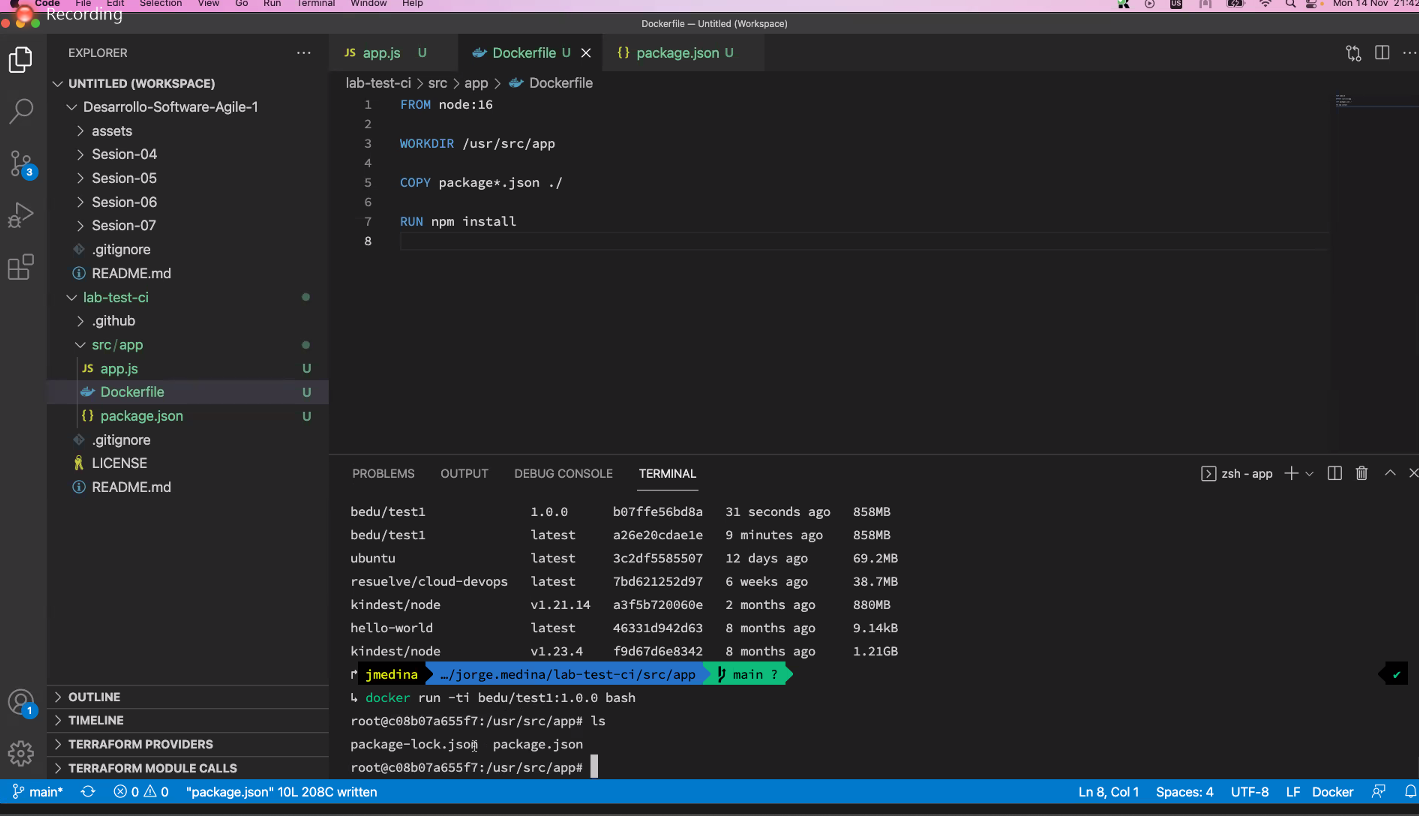 Code File Edit Selection View Go Run Terminal Window Help
US
Mon 14 Nov 21:42
Recording
Dockerfile — Untitled (Workspace)
EXPLORER
JS app.js U
Dockerfile U
{} package.json U
UNTITLED (WORKSPACE)
Desarrollo-Software-Agile-1
assets
Sesion-04
Sesion-05
Sesion-06
Sesion-07
.gitignore
README.md
lab-test-ci
.github
src/app
JS app.js U
Dockerfile U
{} package.json U
.gitignore
LICENSE
README.md
3
1
OUTLINE
TIMELINE
TERRAFORM PROVIDERS
TERRAFORM MODULE CALLS
lab-test-ci > src > app > Dockerfile
1 FROM node:16
2
3 WORKDIR /usr/src/app
4
5 COPY package*.json ./
6
7 RUN npm install
8
PROBLEMS OUTPUT DEBUG CONSOLE TERMINAL
zsh - app
bedu/test1 1.0.0 b07ffe56bd8a 31 seconds ago 858MB
bedu/test1 latest a26e20cdae1e 9 minutes ago 858MB
ubuntu latest 3c2df5585507 12 days ago 69.2MB
resuelve/cloud-devops latest 7bd621252d97 6 weeks ago 38.7MB
kindest/node v1.21.14 a3f5b720060e 2 months ago 880MB
hello-world latest 46331d942d63 8 months ago 9.14kB
kindest/node v1.23.4 f9d67d6e8342 8 months ago 1.21GB
jmedina …/jorge.medina/lab-test-ci/src/app main ?
docker run -ti bedu/test1:1.0.0 bash
root@c08b07a655f7:/usr/src/app# ls
package-lock.json package.json
root@c08b07a655f7:/usr/src/app#
main* 0 0 "package.json" 10L 208C written
Ln 8, Col 1 Spaces: 4 UTF-8 LF Docker